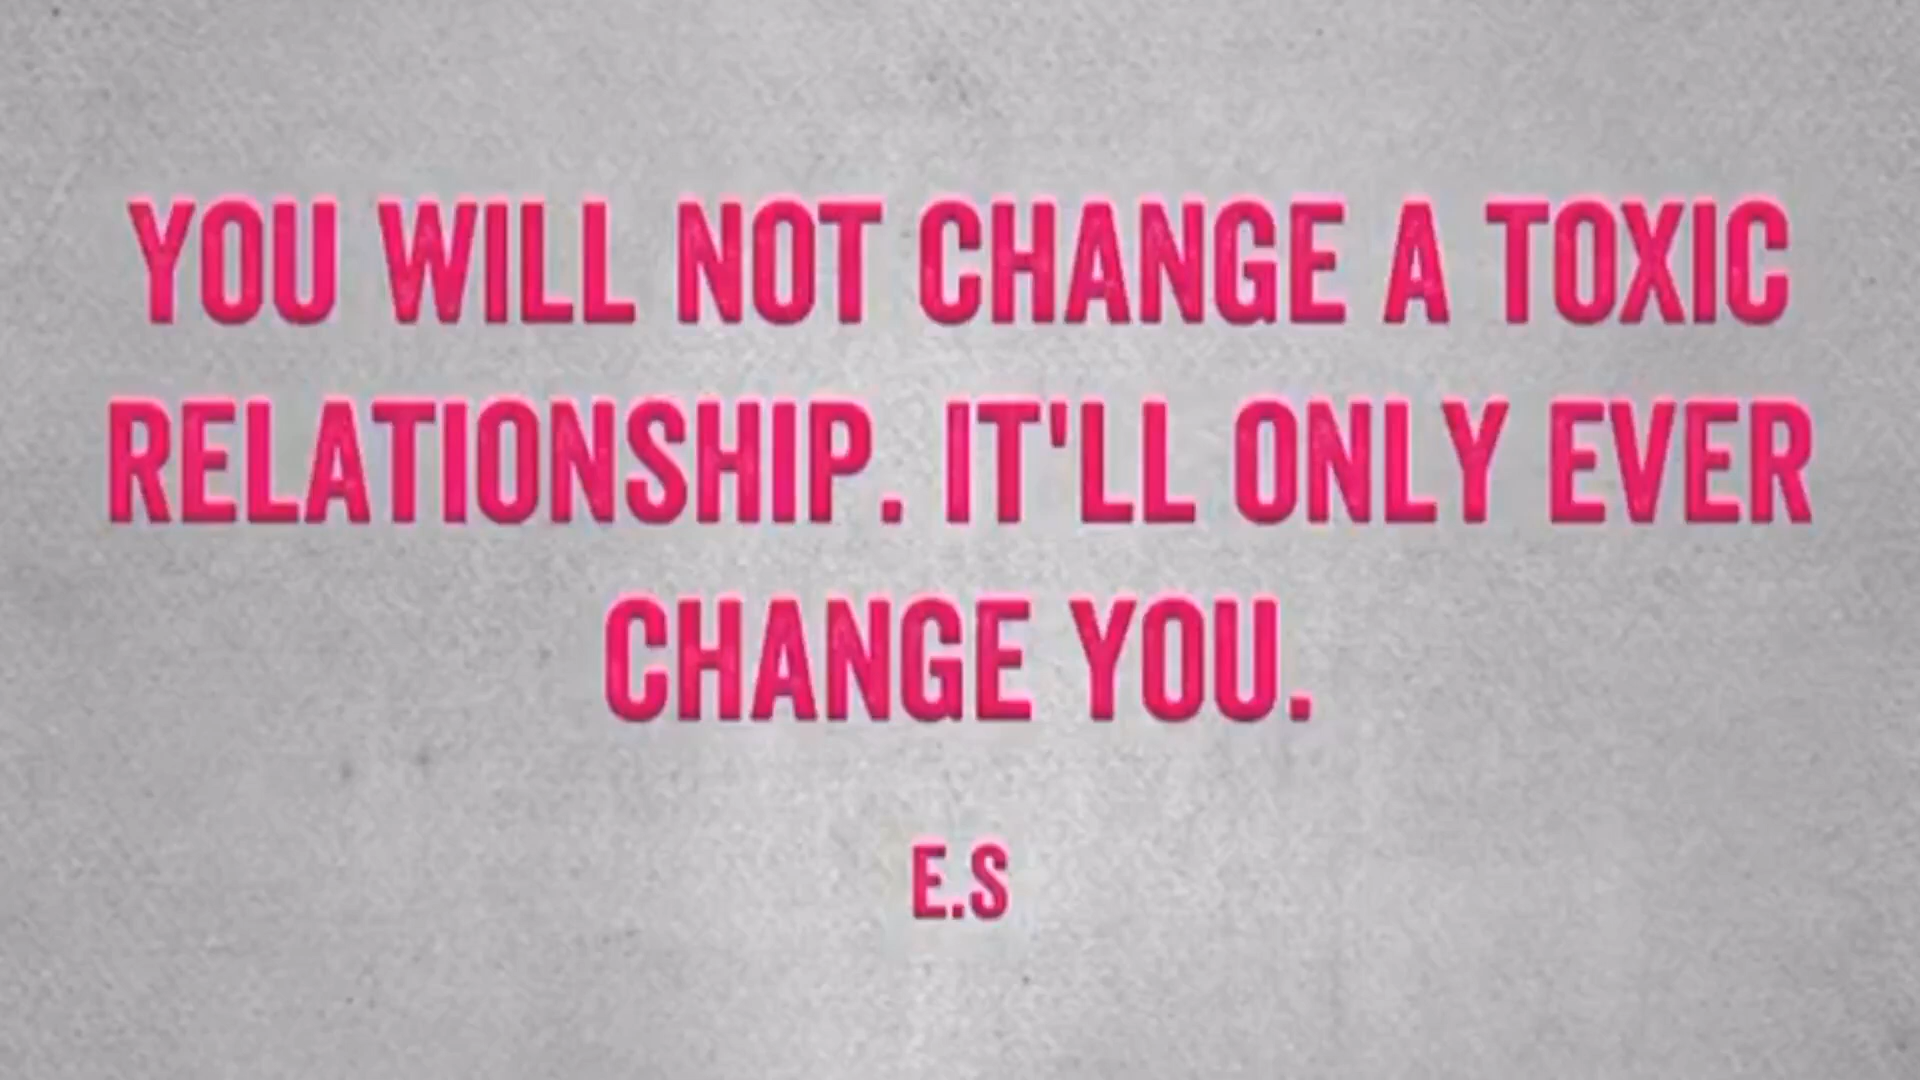 YOU WILL NOT CHANGE A TOXIC
RELATIONSHIP. IT'LL ONLY EVER
CHANGE YOU.
E.S